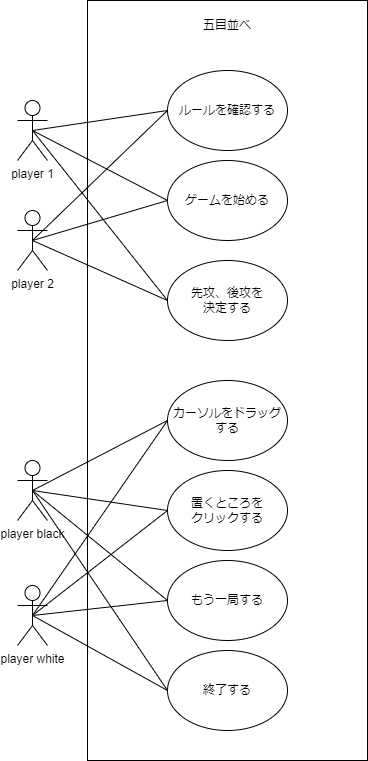 五目並べ
ルールを確認する
player 1
ゲームを始める
player 2
先攻、後攻を
決定する
カーソルをドラッグ
する
player black
置くところを
クリックする
もう一局する
player white
終了する